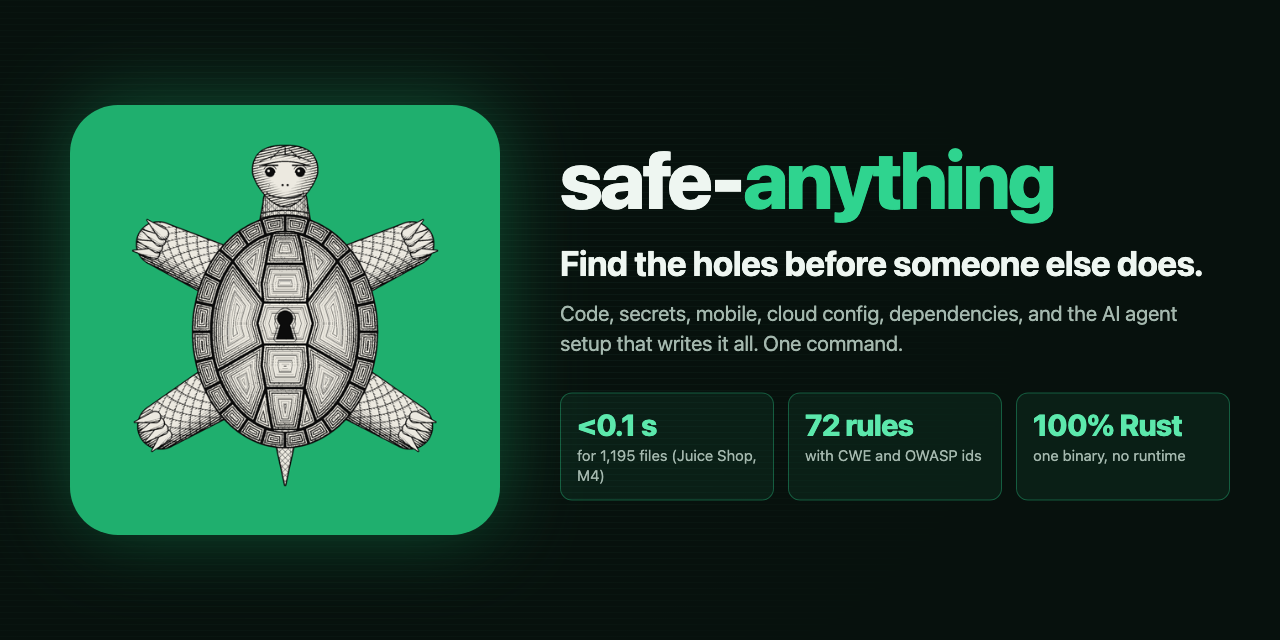 safe-anything
Find the holes before someone else does.
Code, secrets, mobile, cloud config, dependencies, and the AI agent
setup that writes it all. One command.
<0.1 s
for 1,195 files (Juice Shop,
M4)
72 rules
with CWE and OWASP ids
100% Rust
one binary, no runtime